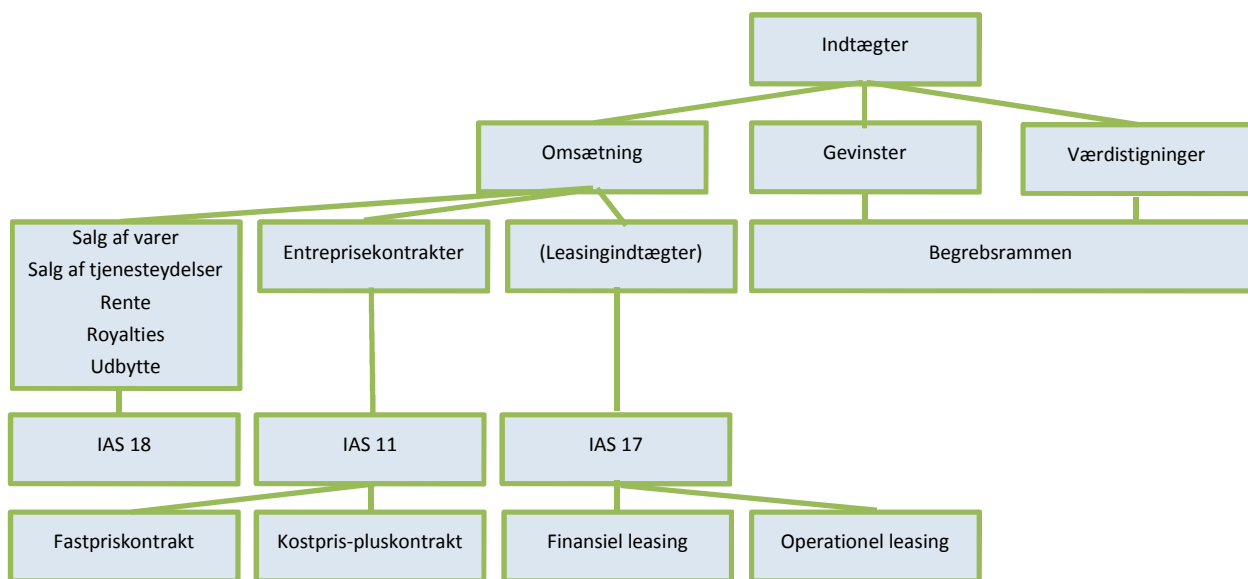 Indtægter
Omsætning
Gevinster
Værdistigninger
Salg af varer
Salg af tjenesteydelser
Rente
Royalties
Udbytte
Entreprisekontrakter
(Leasingindtægter)
Begrebsrammen
IAS 18
IAS 11
IAS 17
Fastpriskontrakt
Kostpris-pluskontrakt
Finansiel leasing
Operationel leasing